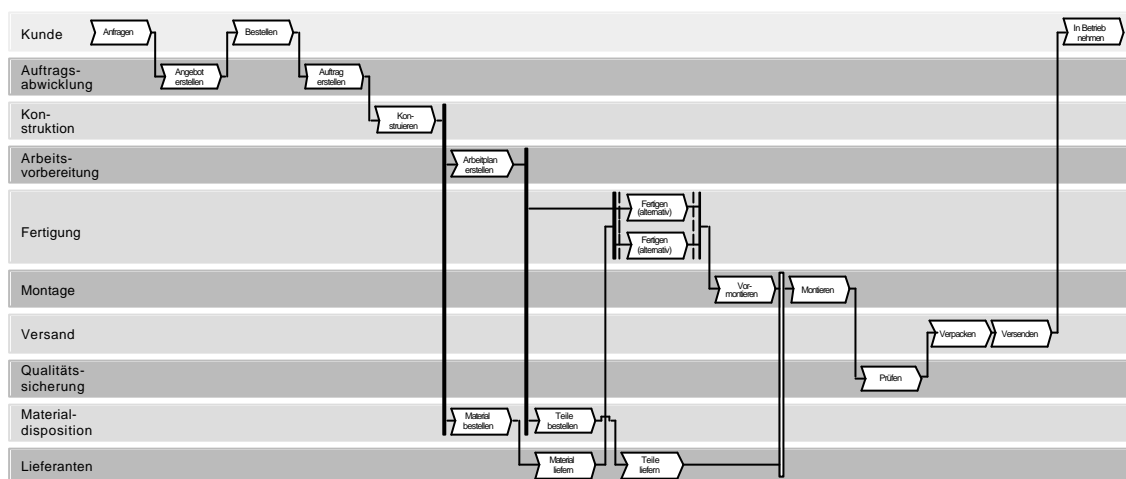 Kunde
Anfragen
Bestellen
In Betrieb
nehmen
Auftrags-
abwicklung
Angebot
erstellen
Auftrag
erstellen
Kon-
struktion
Kon-
struieren
Arbeits-
vorbereitung
Arbeitplan
erstellen
Fertigung
Fertigen
(alternativ)
Fertigen
(alternativ)
Montage
Vor-
montieren
Montieren
Versand
Verpacken
Versenden
Qualitäts-
sicherung
Prüfen
Material-
disposition
Material
bestellen
Teile
bestellen
Lieferanten
Material
liefern
Teile
liefern